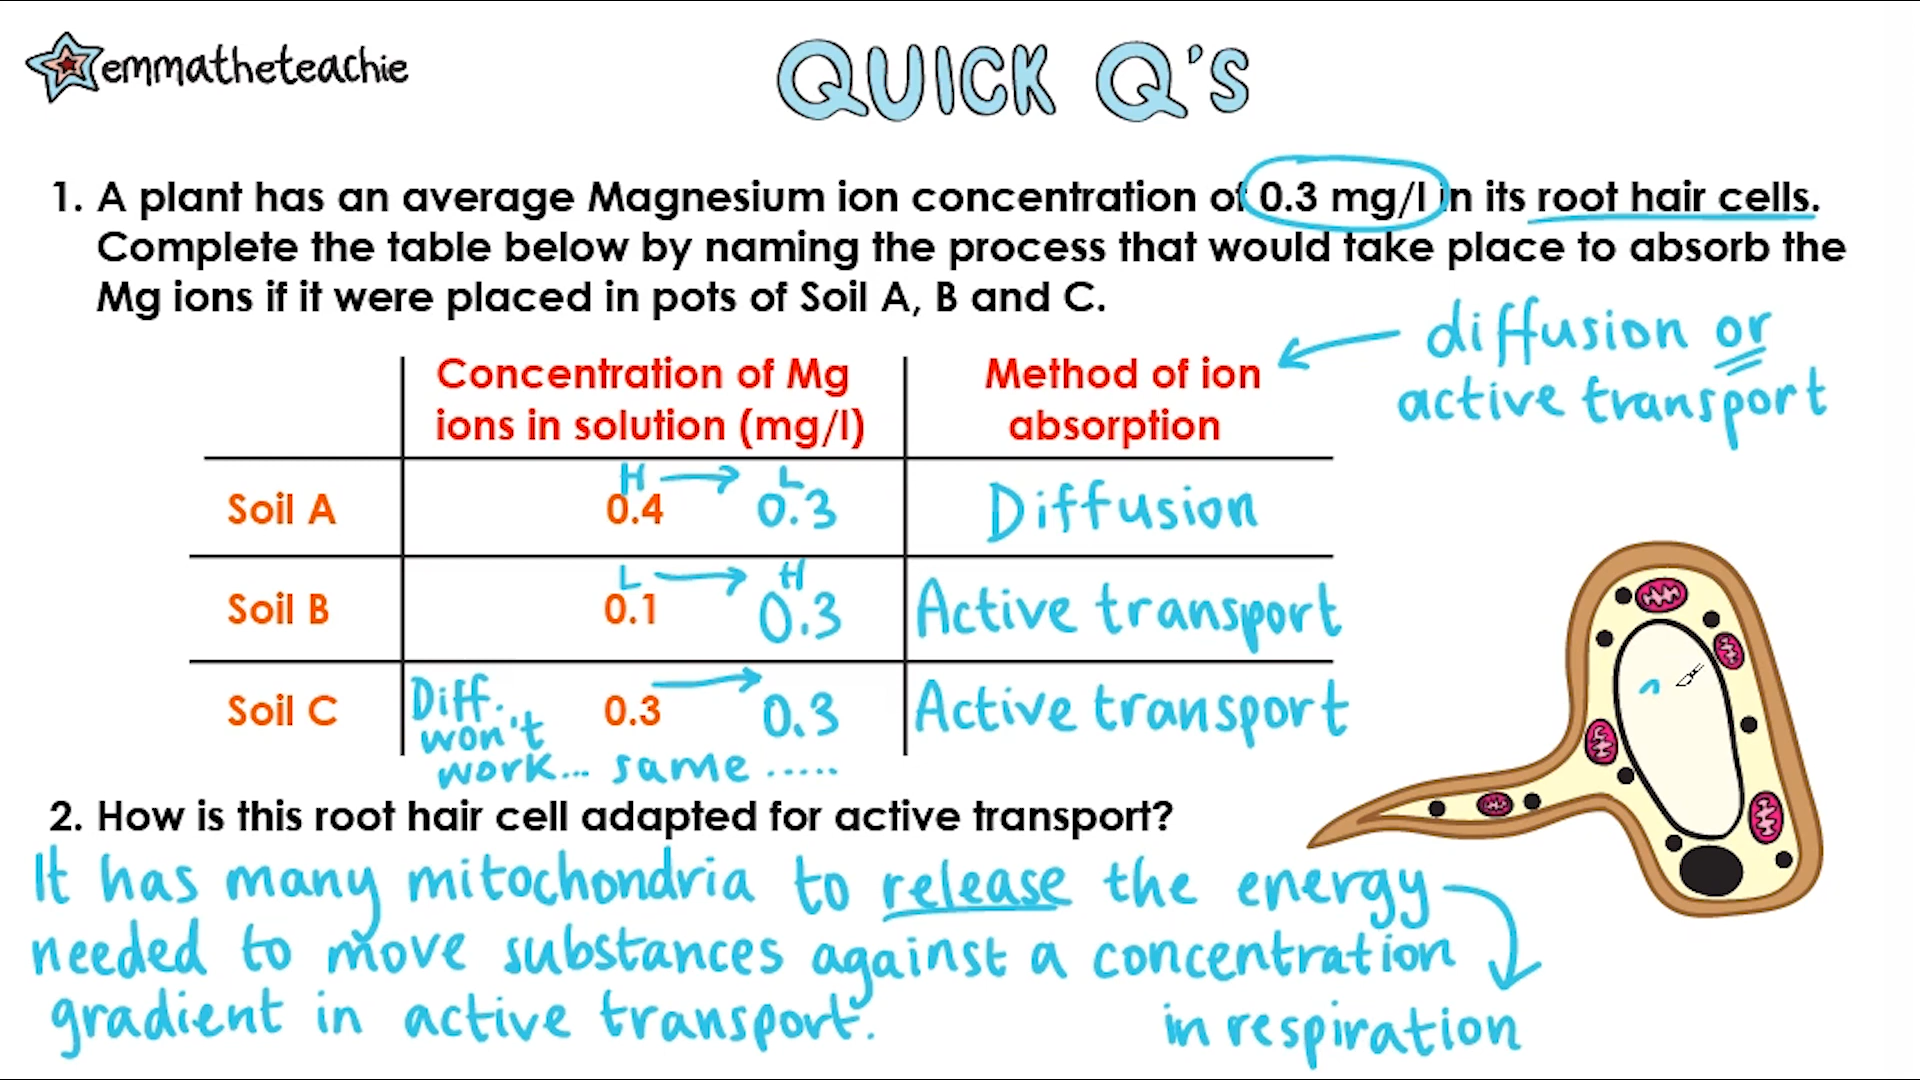 emmatheteachie
QUICK Q'S
1. A plant has an average Magnesium ion concentration of 0.3 mg/l in its root hair cells.
Complete the table below by naming the process that would take place to absorb the
Mg ions if it were placed in pots of Soil A, B and C.
diffusion or
active transport
Concentration of Mg
ions in solution (mg/l)
Method of ion
absorption
H L
Soil A 0.4 0.3 Diffusion
L H
Soil B 0.1 0.3 Active transport
Soil C 0.3 0.3 Active transport
Diff.
won't
work... same .....
2. How is this root hair cell adapted for active transport?
It has many mitochondria to release the energy
needed to move substances against a concentration
gradient in active transport.
in respiration